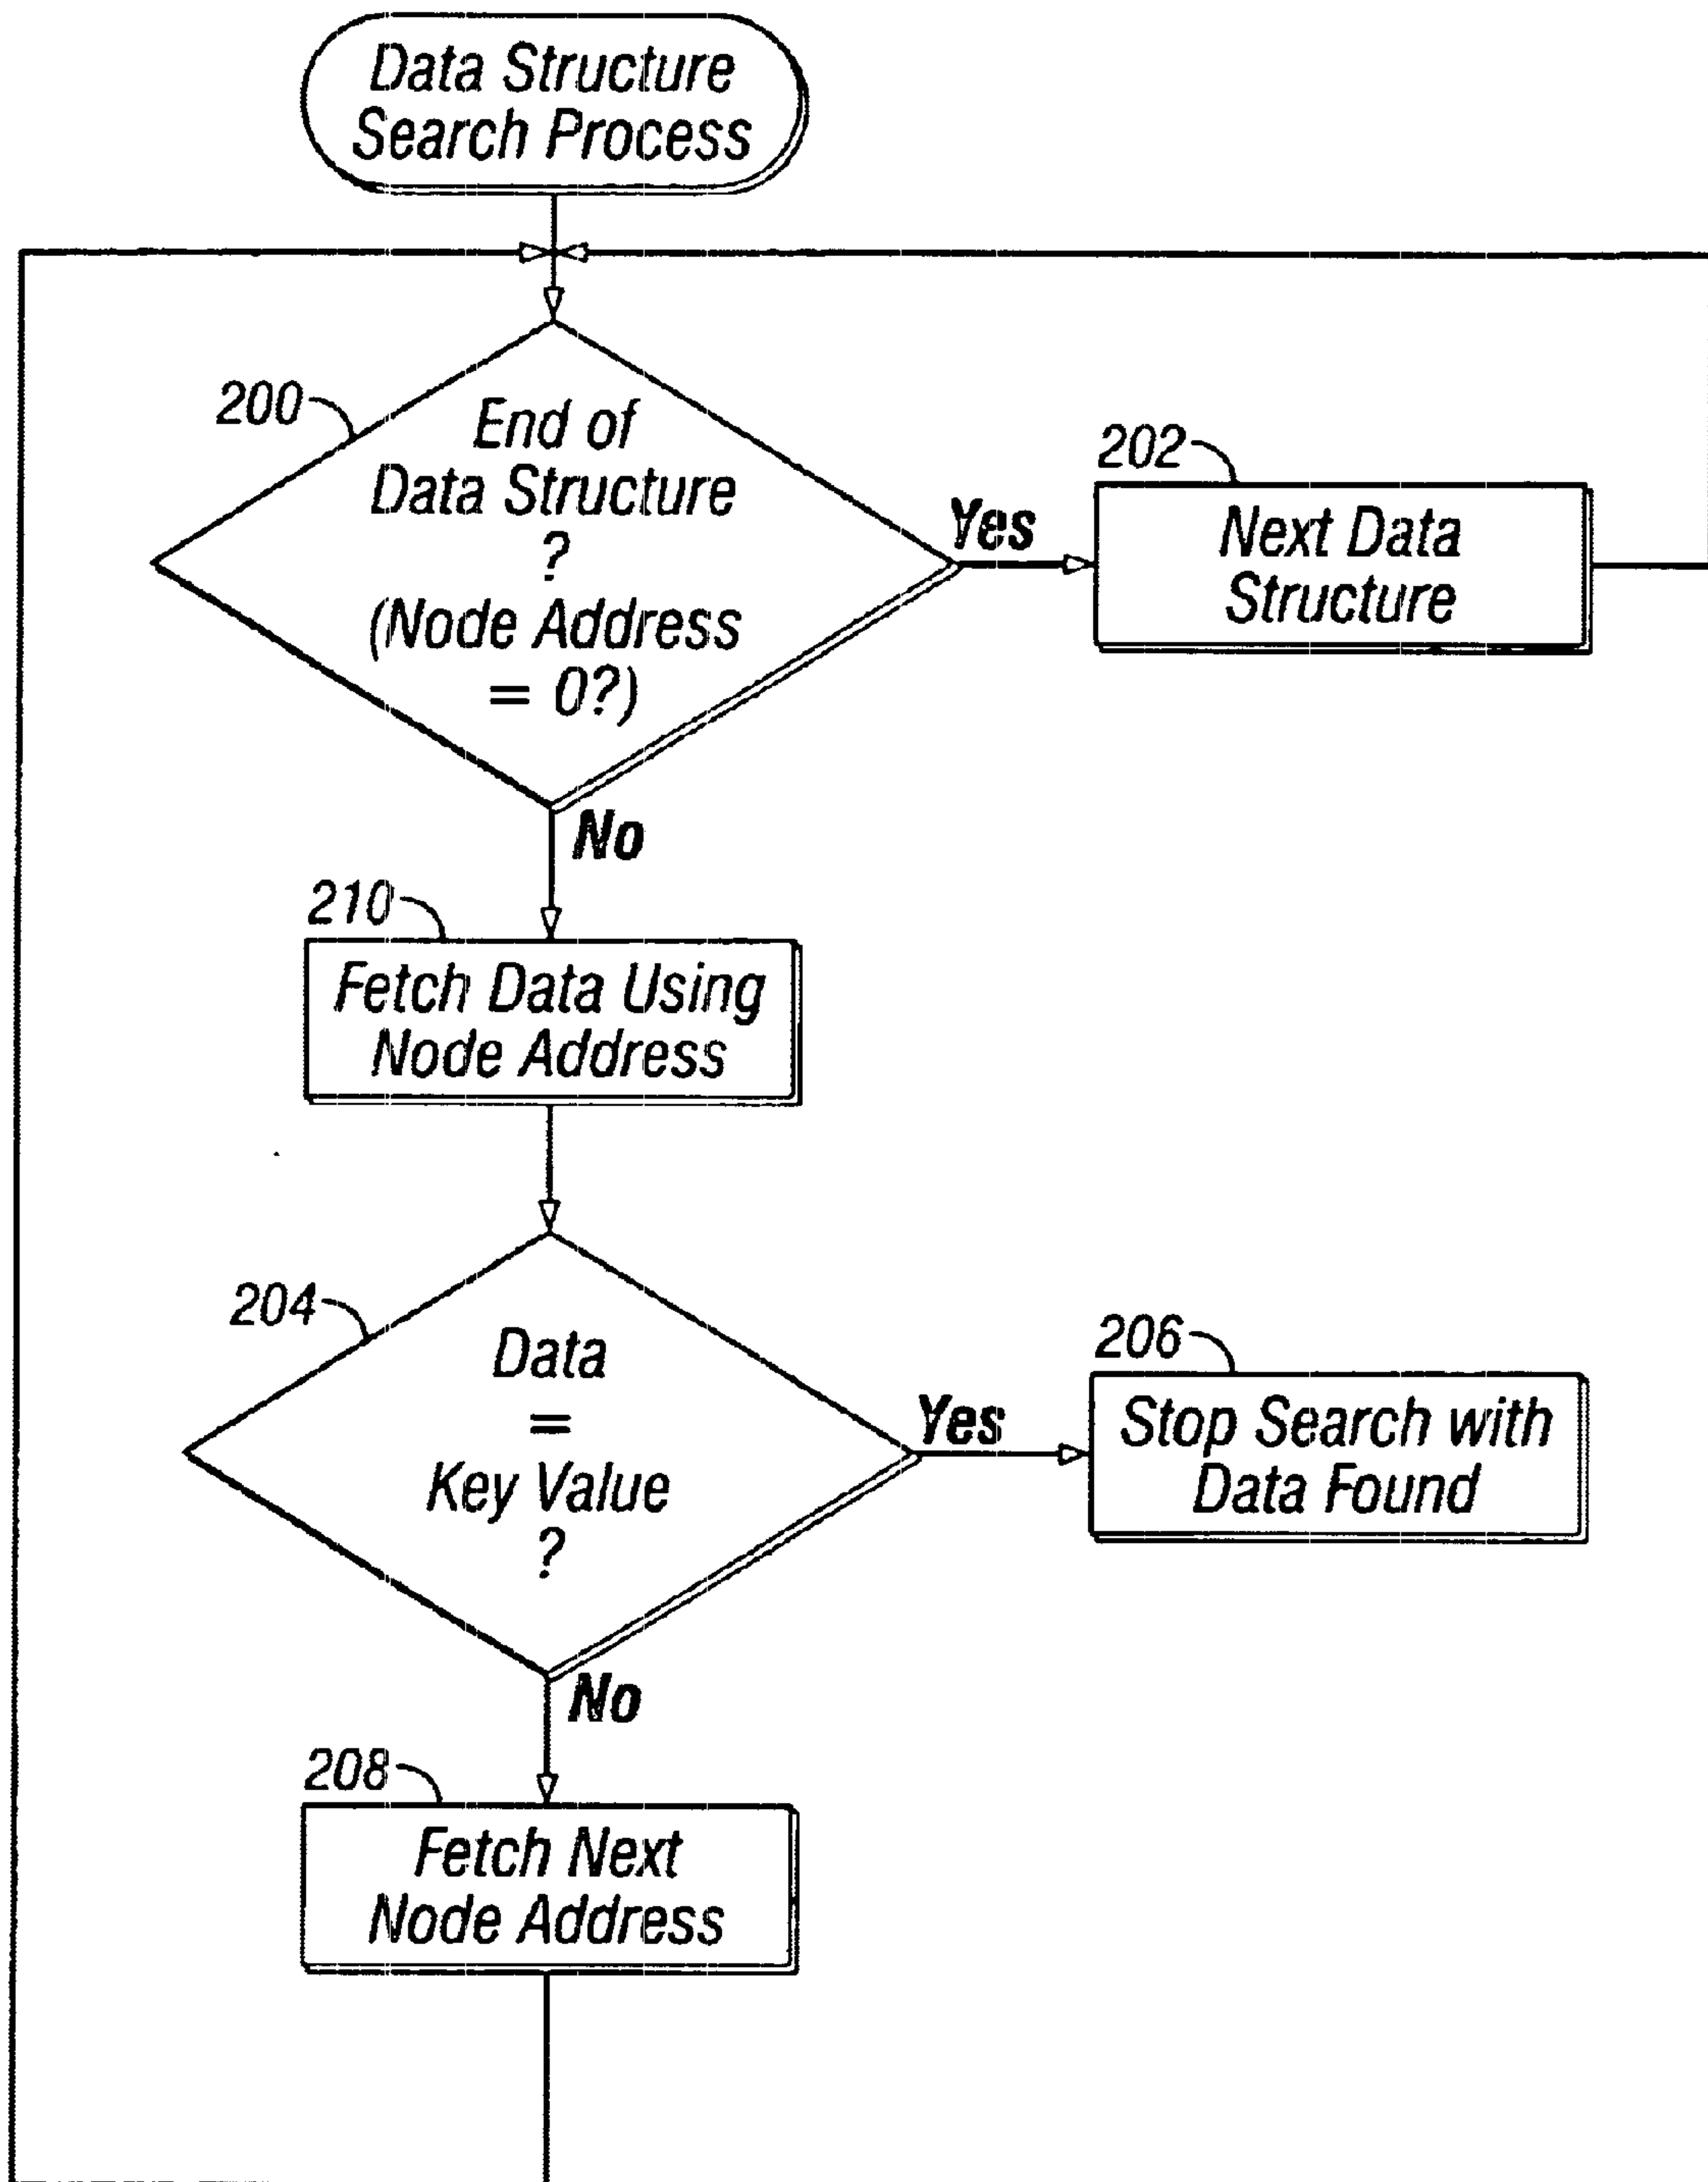 Data Structure
Search Process
200
End of
Data Structure
?
(Node Address
= 0?)
Yes
202
Next Data
Structure
No
210
Fetch Data Using
Node Address
204
Data
=
Key Value
?
Yes
206
Stop Search with
Data Found
No
208
Fetch Next
Node Address